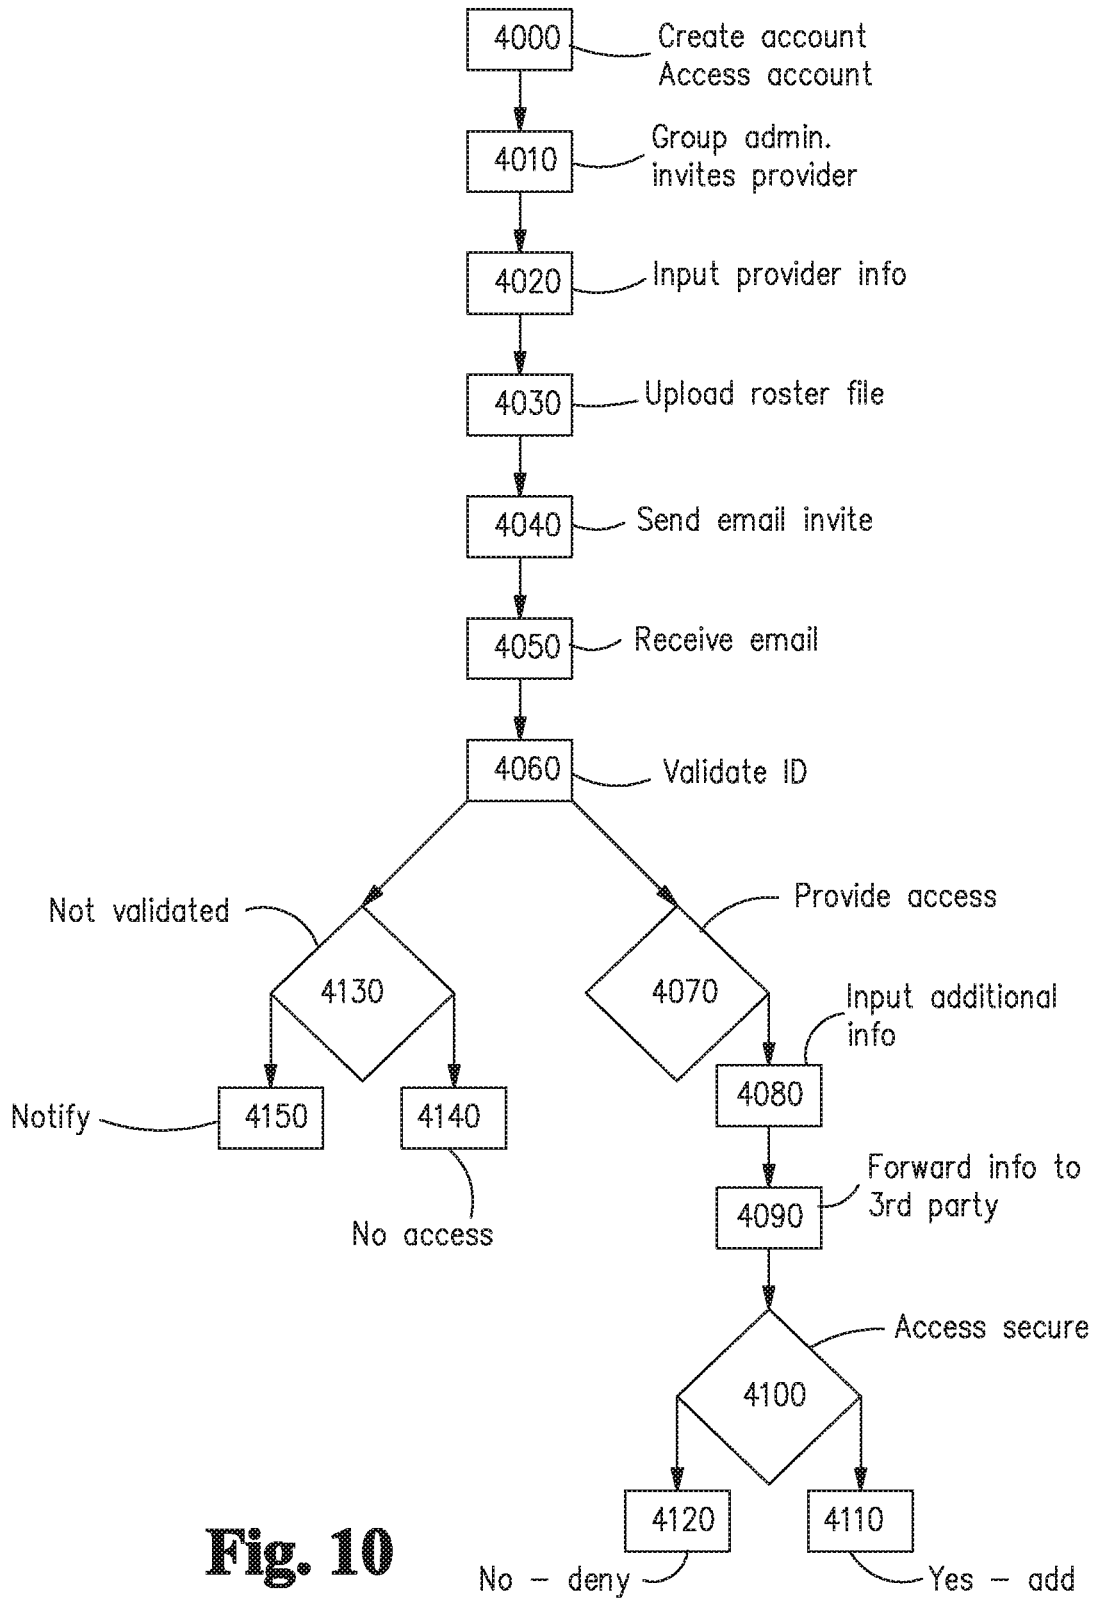 4000
Create account
Access account
4010
Group admin.
invites provider
4020
Input provider info
4030
Upload roster file
4040
Send email invite
4050
Receive email
4060
Validate ID
Not validated
4130
Provide access
4070
Input additional
info
4080
Notify
4150
4140
No access
4090
Forward info to
3rd party
Access secure
4100
4120
4110
No - deny
Yes - add
Fig. 10